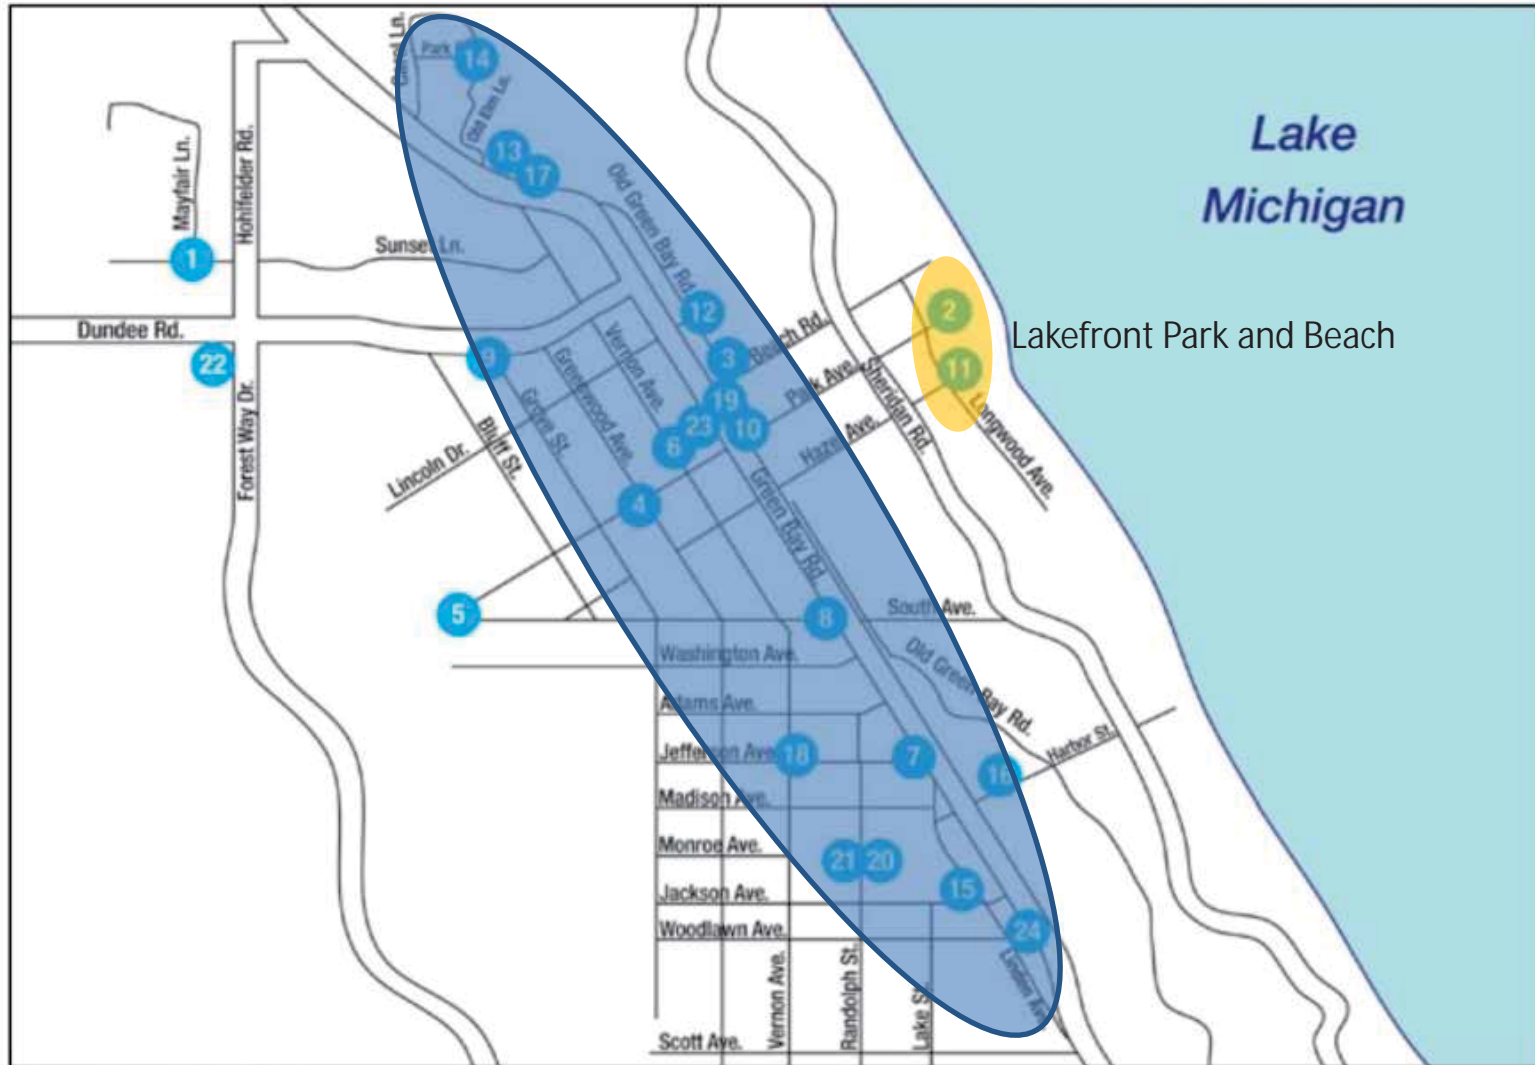 Carol Ln.
Park
14
Old Elm Ln.
13
17
Lake
Michigan
Mayfair Ln.
Hohlfelder Rd.
1
Sunset Ln.
Old Green Bay Rd.
12
Beach Rd.
2
Lakefront Park and Beach
Dundee Rd.
22
9
3
11
Park Ave.
Sheridan Rd.
Longwood Ave.
Vernon Ave.
Greenwood Ave.
Grove St.
Bluff St.
Lincoln Dr.
19
23
10
6
Hazel Ave.
Forest Way Dr.
4
Green Bay Rd.
5
8
South Ave.
Washington Ave.
Old Green Bay Rd.
Adams Ave.
Jefferson Ave.
18
7
16
Harbor St.
Madison Ave.
Monroe Ave.
21
20
Jackson Ave.
15
Woodlawn Ave.
24
Linden Ave.
Vernon Ave.
Randolph St.
Lake St.
Scott Ave.